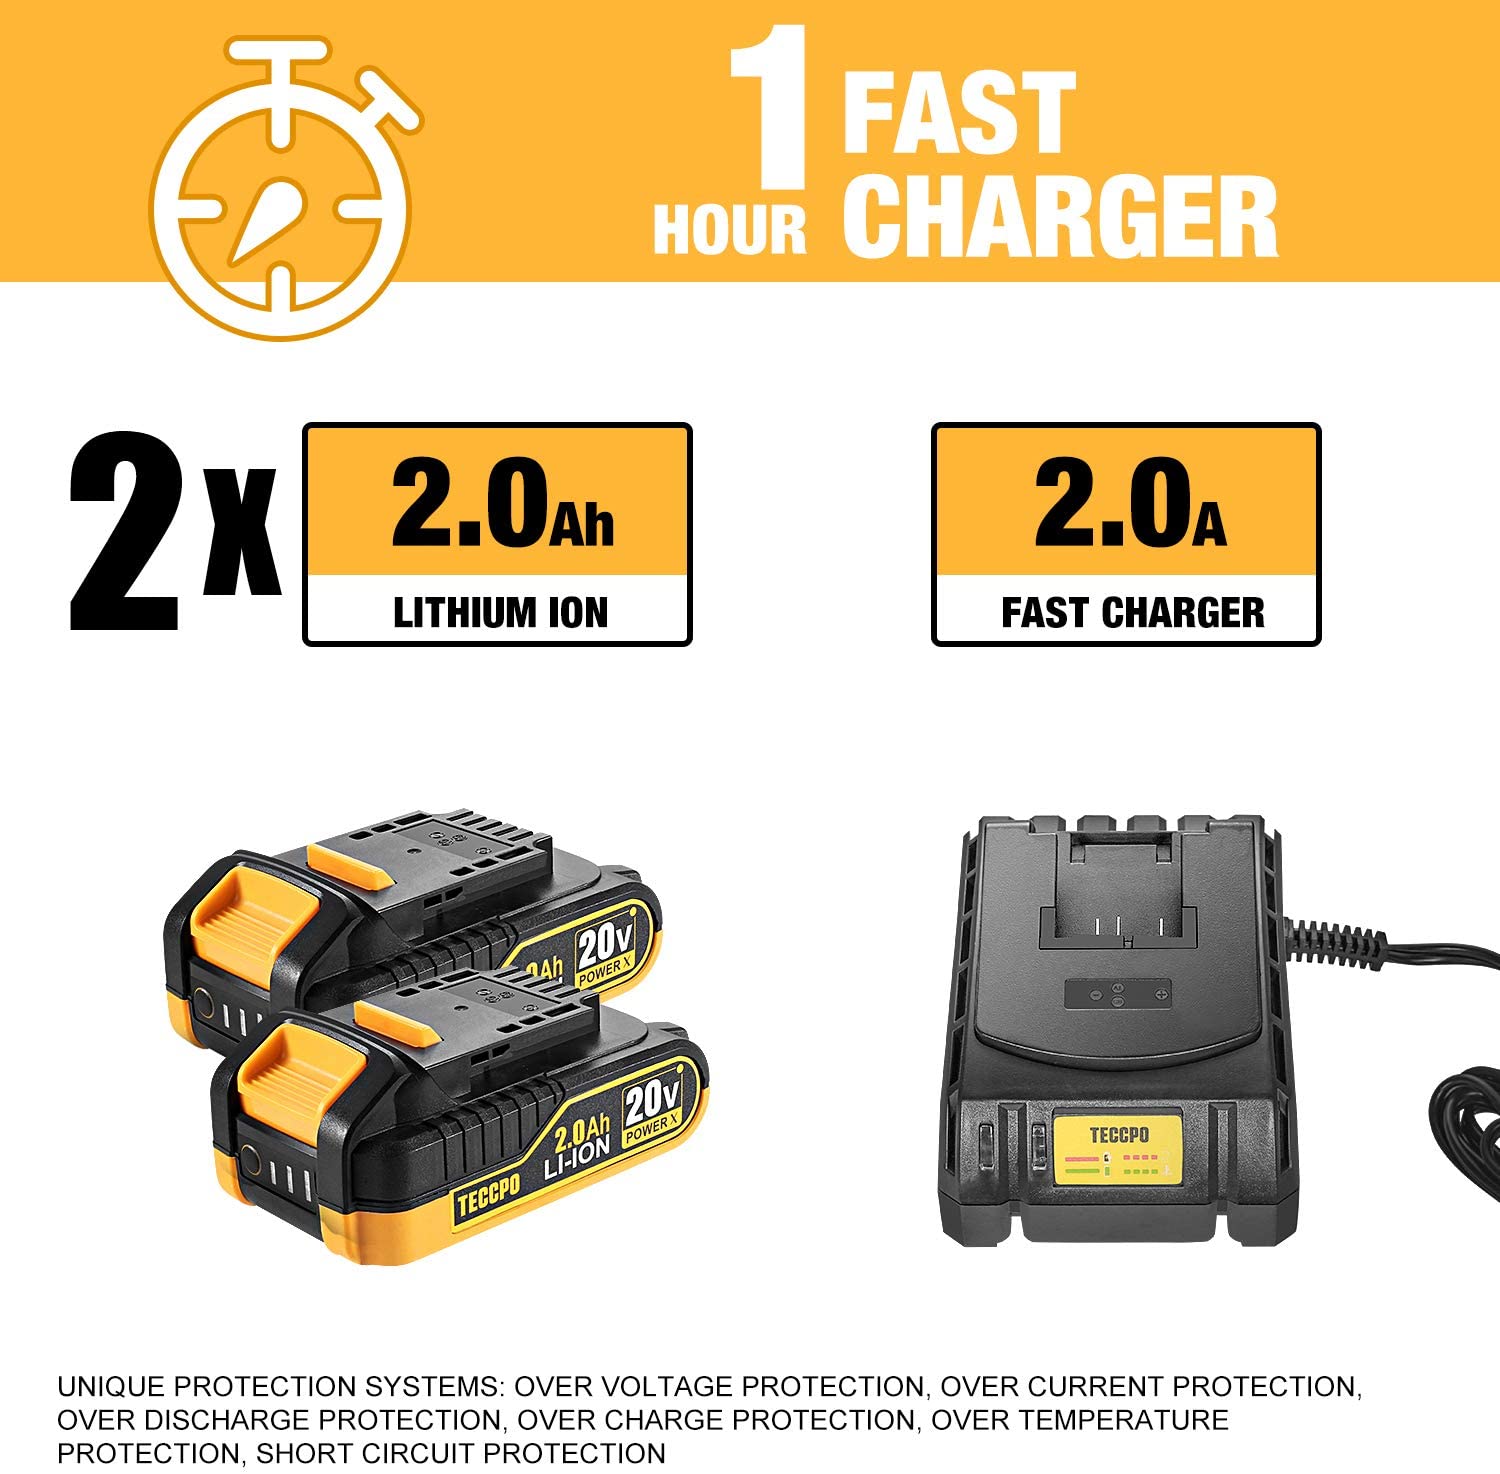 1
HOUR
FAST
CHARGER
2x
2.0Ah
LITHIUM ION
2.0A
FAST CHARGER
.0Ah
20V
POWER X
2.0Ah
LI-ION
20V
POWER X
TECCPO
TECCPO
UNIQUE PROTECTION SYSTEMS: OVER VOLTAGE PROTECTION, OVER CURRENT PROTECTION,
OVER DISCHARGE PROTECTION, OVER CHARGE PROTECTION, OVER TEMPERATURE
PROTECTION, SHORT CIRCUIT PROTECTION